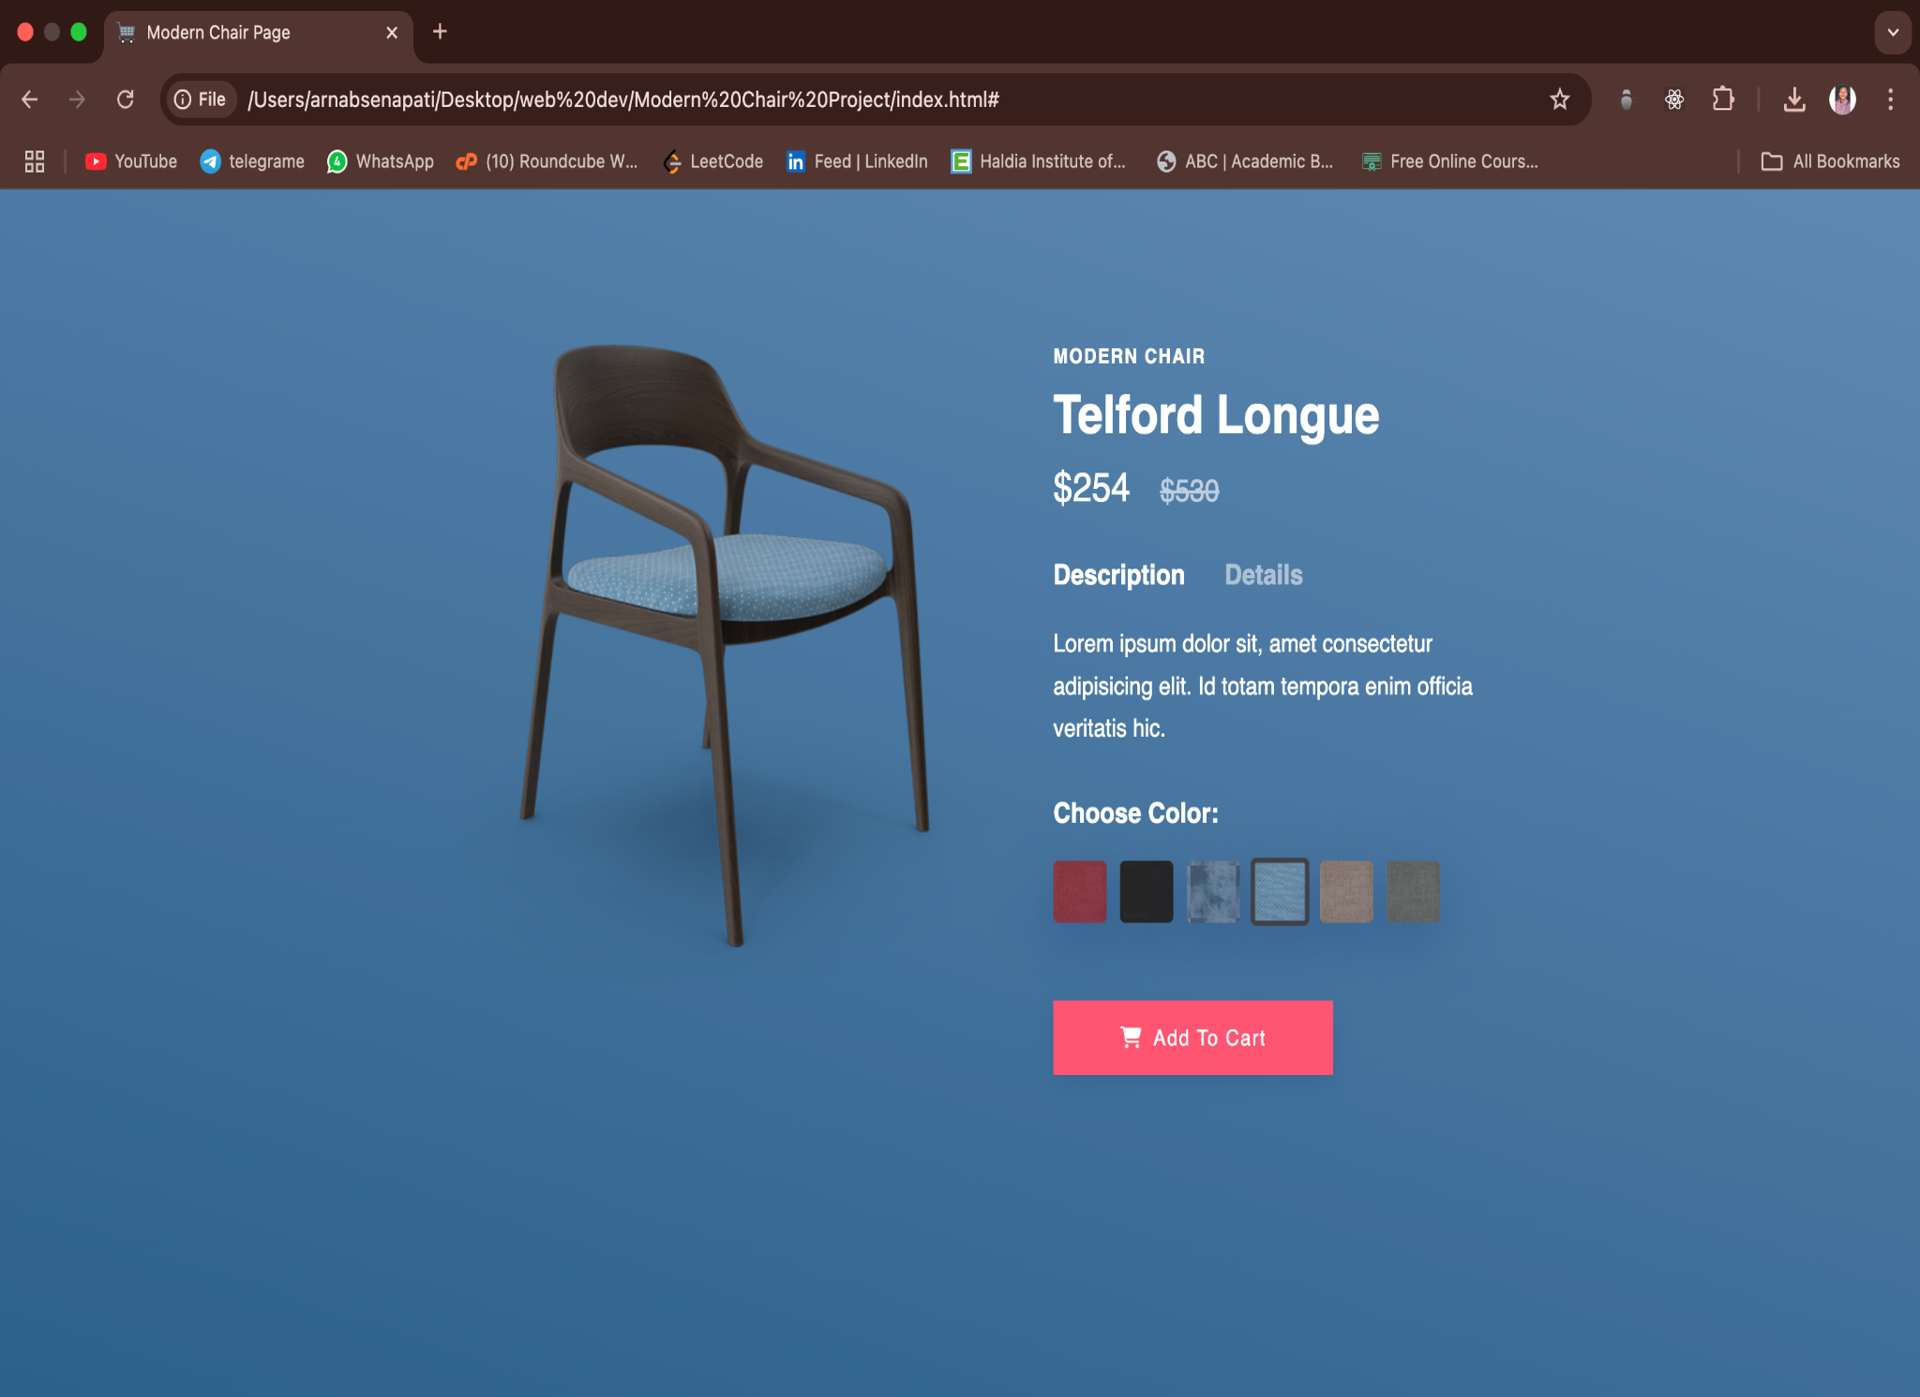 Modern Chair Page
File
/Users/arnabsenapati/Desktop/web%20dev/Modern%20Chair%20Project/index.html#
YouTube
telegrame
4
WhatsApp
cP
(10) Roundcube W...
LeetCode
in
Feed | LinkedIn
E
Haldia Institute of...
ABC | Academic B...
Free Online Cours...
All Bookmarks
MODERN CHAIR
Telford Longue
$254 $530
Description Details
Lorem ipsum dolor sit, amet consectetur
adipisicing elit. Id totam tempora enim officia
veritatis hic.
Choose Color:
Add To Cart